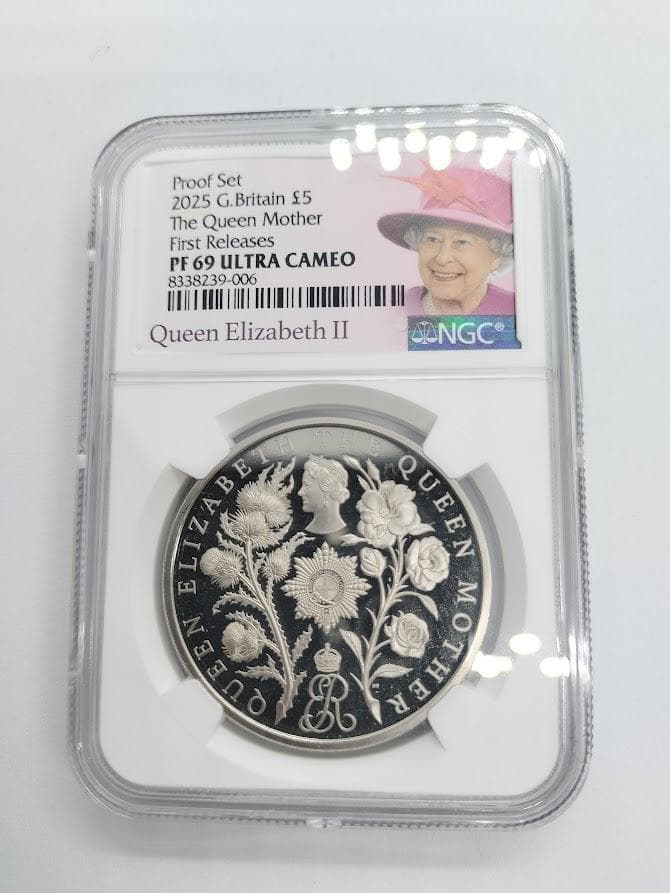 Proof Set
2025 G.Britain £5
The Queen Mother
First Releases
PF 69 ULTRA CAMEO
8338239-006
Queen Elizabeth II
NGC®
QUEEN ELIZABETH THE QUEEN MOTHER
ER